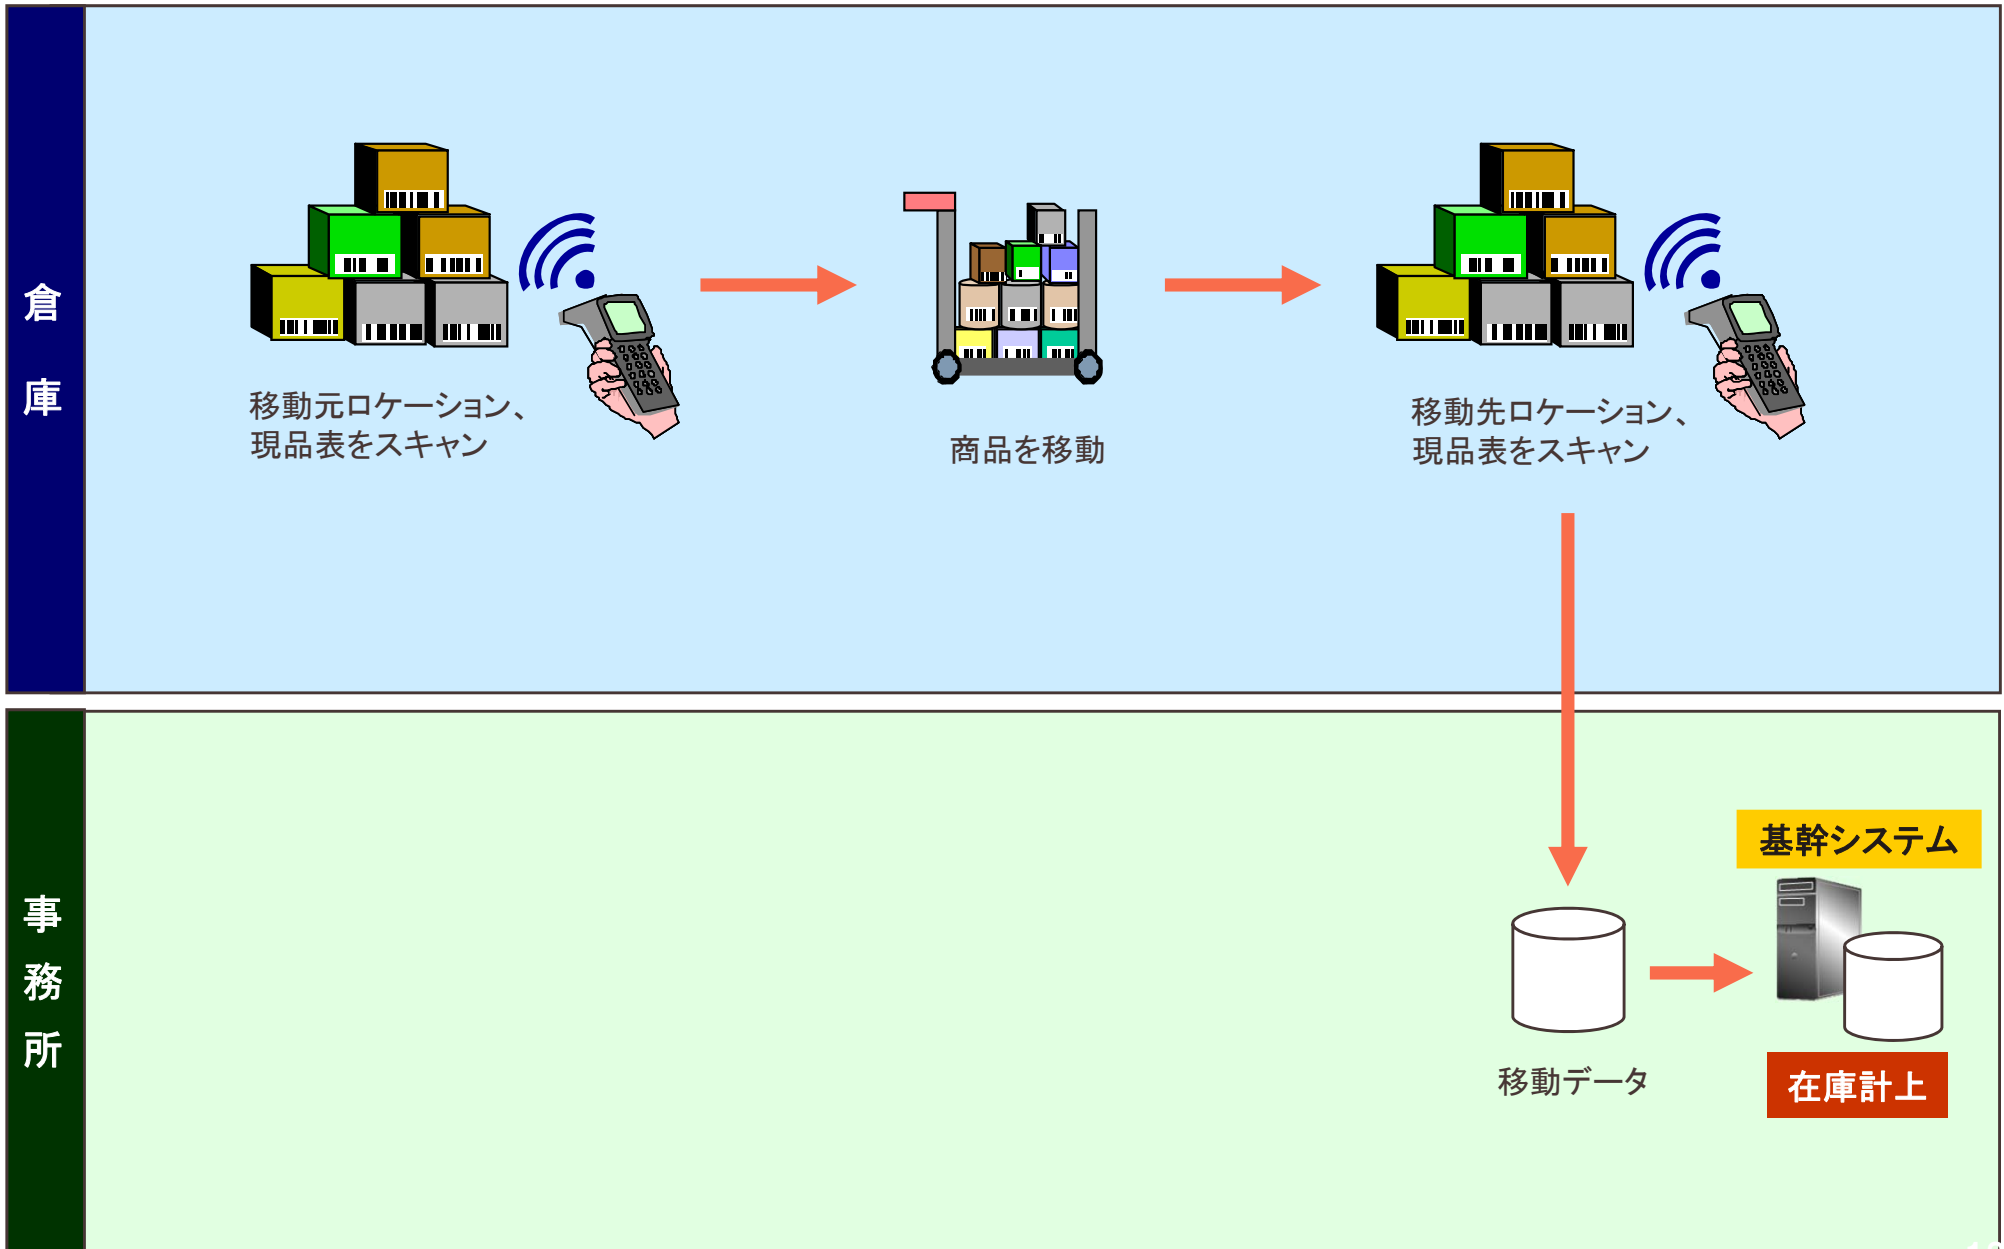 倉庫
移動元ロケーション、
現品表をスキャン
商品を移動
移動先ロケーション、
現品表をスキャン
事務所
基幹システム
移動データ
在庫計上